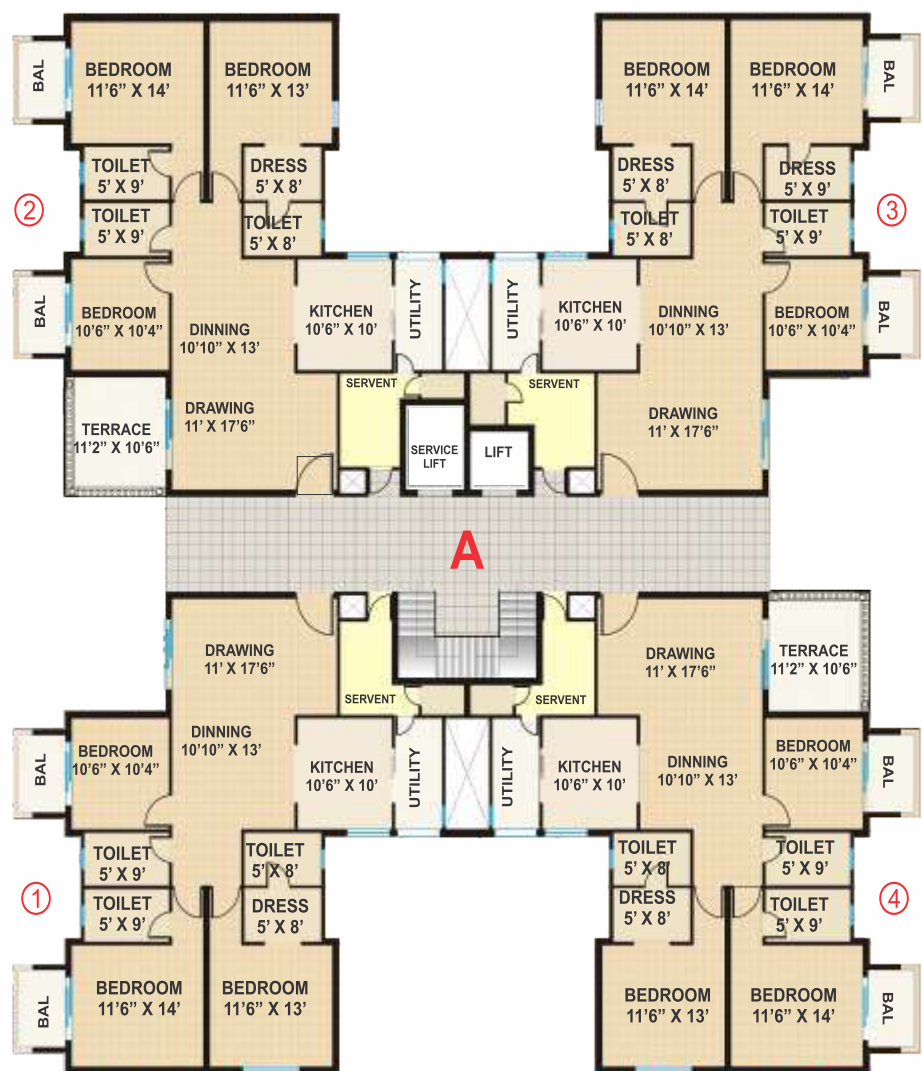 BEDROOM
11'6” X 14'
BEDROOM
11'6” X 13'
BAL
TOILET
5' X 9'
DRESS
5' X 8'
2
TOILET
5' X 9'
TOILET
5' X 8'
BAL
BEDROOM
10'6” X 10'4”
DINNING
10'10” X 13'
KITCHEN
10'6” X 10'
UTILITY
SERVENT
DRAWING
11' X 17'6”
TERRACE
11'2” X 10'6”
SERVICE
LIFT
LIFT
BEDROOM
11'6” X 14'
BEDROOM
11'6” X 14'
BAL
DRESS
5' X 8'
DRESS
5' X 9'
3
TOILET
5' X 8'
TOILET
5' X 9'
UTILITY
KITCHEN
10'6” X 10'
DINNING
10'10” X 13'
BEDROOM
10'6” X 10'4”
BAL
SERVENT
DRAWING
11' X 17'6”
A
DRAWING
11' X 17'6”
SERVENT
DINNING
10'10” X 13'
BEDROOM
10'6” X 10'4”
BAL
KITCHEN
10'6” X 10'
UTILITY
TOILET
5' X 9'
TOILET
5' X 8'
1
TOILET
5' X 9'
DRESS
5' X 8'
BAL
BEDROOM
11'6” X 14'
BEDROOM
11'6” X 13'
DRAWING
11' X 17'6”
TERRACE
11'2” X 10'6”
SERVENT
UTILITY
KITCHEN
10'6” X 10'
DINNING
10'10” X 13'
BEDROOM
10'6” X 10'4”
BAL
TOILET
5' X 8'
TOILET
5' X 9'
DRESS
5' X 8'
TOILET
5' X 9'
4
BEDROOM
11'6” X 13'
BEDROOM
11'6” X 14'
BAL